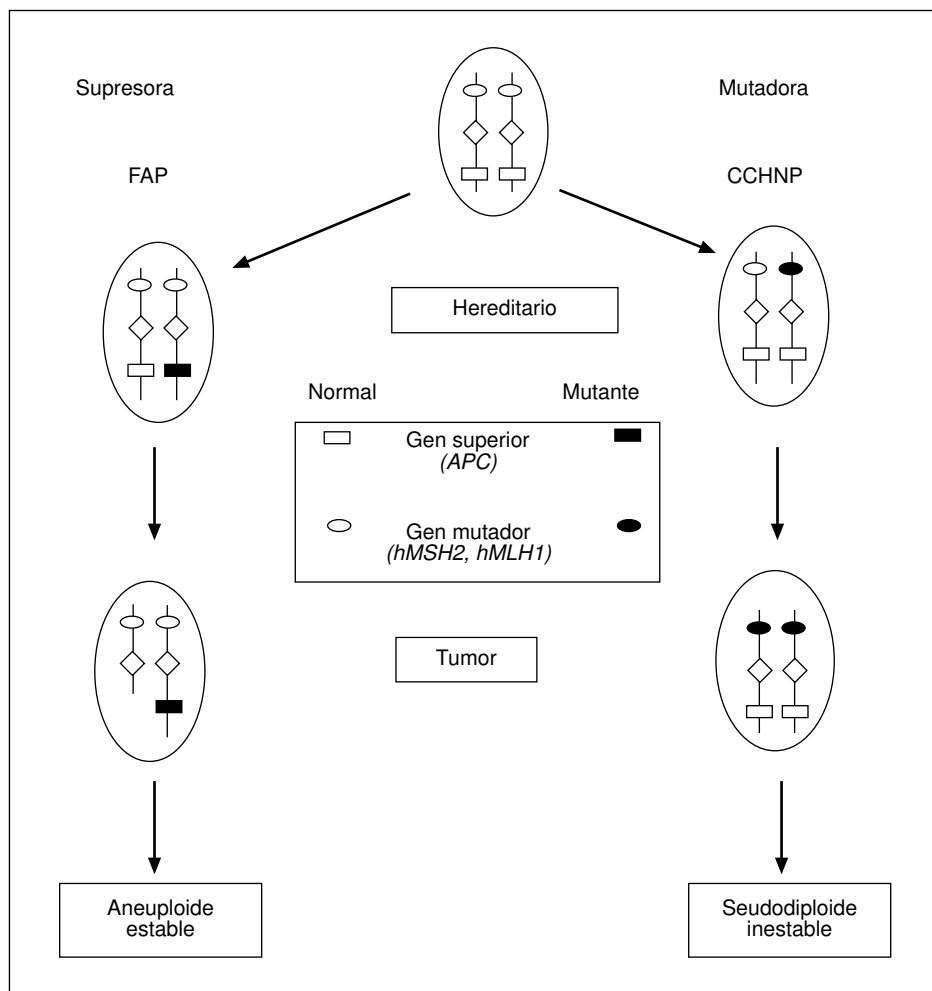 Supresora
Mutadora
FAP
CCHNP
Hereditario
Normal
Mutante
Gen superior
(APC)
Gen mutador
(hMSH2, hMLH1)
Tumor
Aneuploide
estable
Seudodiploide
inestable